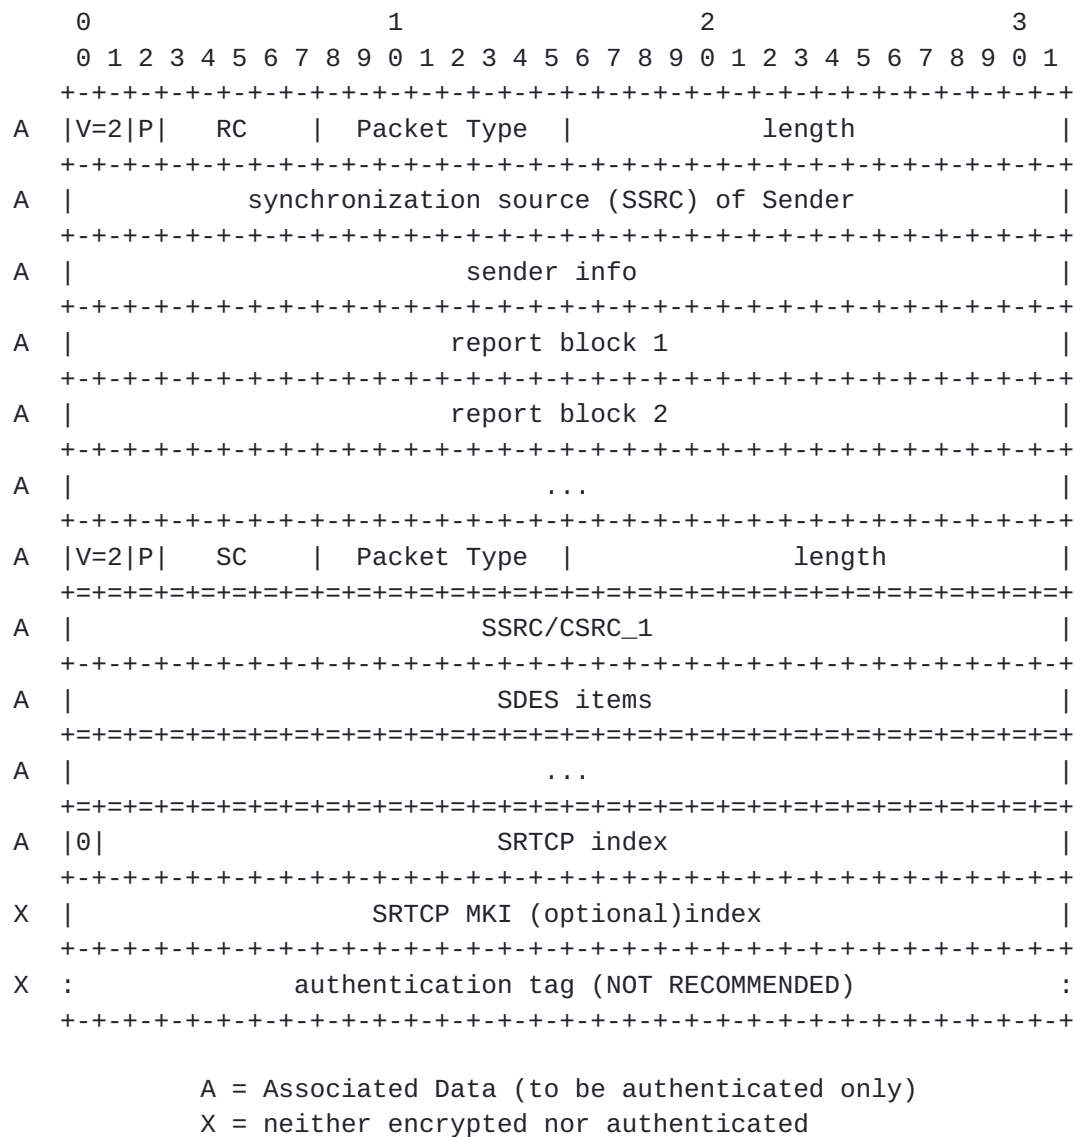 0                   1                   2                   3
     0 1 2 3 4 5 6 7 8 9 0 1 2 3 4 5 6 7 8 9 0 1 2 3 4 5 6 7 8 9 0 1
    +-+-+-+-+-+-+-+-+-+-+-+-+-+-+-+-+-+-+-+-+-+-+-+-+-+-+-+-+-+-+-+-+
A   |V=2|P|   RC    |  Packet Type  |            length             |
    +-+-+-+-+-+-+-+-+-+-+-+-+-+-+-+-+-+-+-+-+-+-+-+-+-+-+-+-+-+-+-+-+
A   |           synchronization source (SSRC) of Sender             |
    +-+-+-+-+-+-+-+-+-+-+-+-+-+-+-+-+-+-+-+-+-+-+-+-+-+-+-+-+-+-+-+-+
A   |                         sender info                           |
    +-+-+-+-+-+-+-+-+-+-+-+-+-+-+-+-+-+-+-+-+-+-+-+-+-+-+-+-+-+-+-+-+
A   |                        report block 1                         |
    +-+-+-+-+-+-+-+-+-+-+-+-+-+-+-+-+-+-+-+-+-+-+-+-+-+-+-+-+-+-+-+-+
A   |                        report block 2                         |
    +-+-+-+-+-+-+-+-+-+-+-+-+-+-+-+-+-+-+-+-+-+-+-+-+-+-+-+-+-+-+-+-+
A   |                              ...                              |
    +-+-+-+-+-+-+-+-+-+-+-+-+-+-+-+-+-+-+-+-+-+-+-+-+-+-+-+-+-+-+-+-+
A   |V=2|P|   SC    |  Packet Type  |              length           |
    +=+=+=+=+=+=+=+=+=+=+=+=+=+=+=+=+=+=+=+=+=+=+=+=+=+=+=+=+=+=+=+=+
A   |                          SSRC/CSRC_1                          |
    +-+-+-+-+-+-+-+-+-+-+-+-+-+-+-+-+-+-+-+-+-+-+-+-+-+-+-+-+-+-+-+-+
A   |                           SDES items                          |
    +=+=+=+=+=+=+=+=+=+=+=+=+=+=+=+=+=+=+=+=+=+=+=+=+=+=+=+=+=+=+=+=+
A   |                              ...                              |
    +=+=+=+=+=+=+=+=+=+=+=+=+=+=+=+=+=+=+=+=+=+=+=+=+=+=+=+=+=+=+=+=+
A   |0|                         SRTCP index                         |
    +-+-+-+-+-+-+-+-+-+-+-+-+-+-+-+-+-+-+-+-+-+-+-+-+-+-+-+-+-+-+-+-+
X   |                   SRTCP MKI (optional)index                   |
    +-+-+-+-+-+-+-+-+-+-+-+-+-+-+-+-+-+-+-+-+-+-+-+-+-+-+-+-+-+-+-+-+
X   :              authentication tag (NOT RECOMMENDED)             :
    +-+-+-+-+-+-+-+-+-+-+-+-+-+-+-+-+-+-+-+-+-+-+-+-+-+-+-+-+-+-+-+-+
             A = Associated Data (to be authenticated only)
             X = neither encrypted nor authenticated